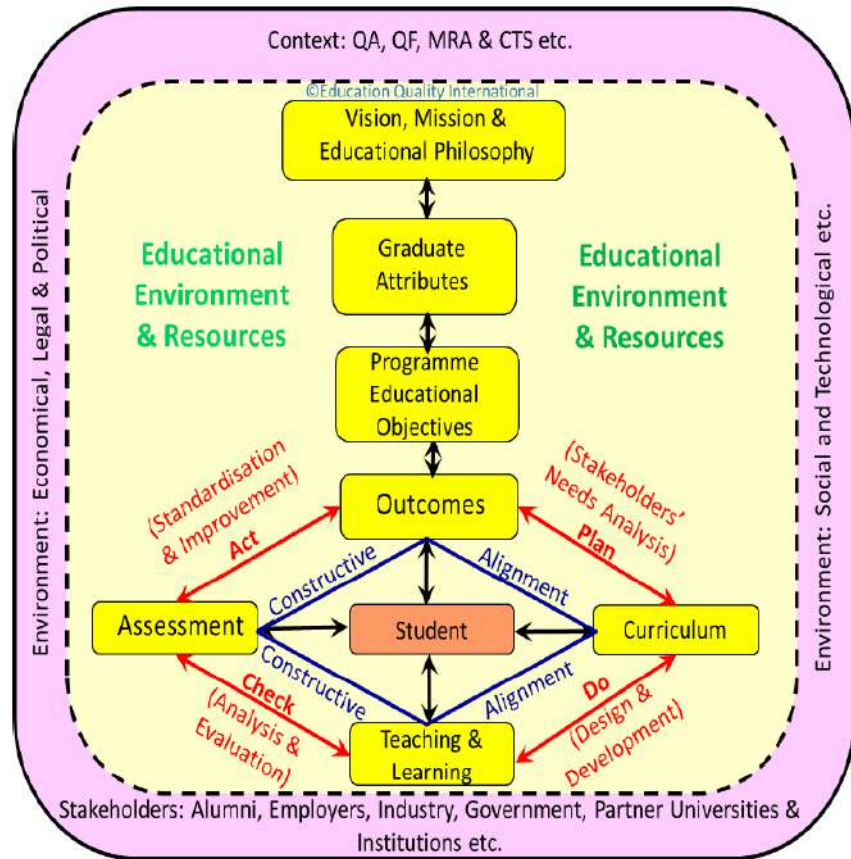 Context: QA, QF, MRA & CTS etc.
©Education Quality International
Vision, Mission &
Educational Philosophy
Environment: Economical, Legal & Political
Educational
Environment
& Resources
Graduate
Attributes
Educational
Environment
& Resources
Environment: Social and Technological etc.
Programme
Educational
Objectives
(Standardisation
& Improvement)
Act
Outcomes
(Stakeholders'
Needs Analysis)
Plan
Constructive
Alignment
Assessment
Student
Curriculum
Constructive
Alignment
Check
(Analysis &
Evaluation)
Teaching &
Learning
Do
(Design &
Development)
Stakeholders: Alumni, Employers, Industry, Government, Partner Universities &
Institutions etc.